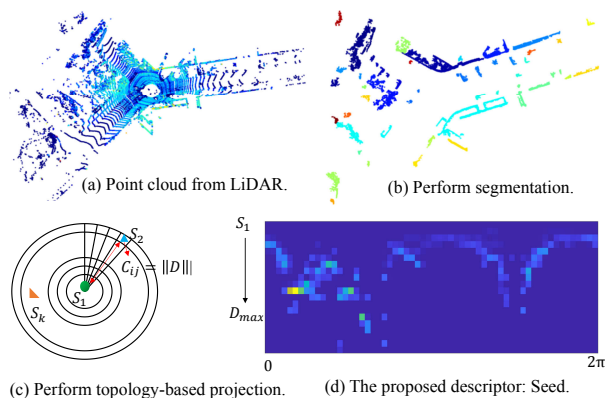 (a) Point cloud from LiDAR.
(b) Perform segmentation.
S₂
Cᵢⱼ = ‖D‖|
S₁
Sₖ
(c) Perform topology-based projection.
S₁
Dₘₐₓ
0
2π
(d) The proposed descriptor: Seed.